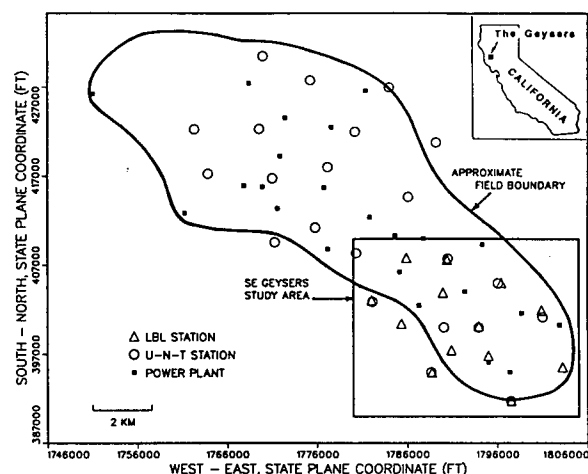 The Geysers
CALIFORNIA
SOUTH – NORTH, STATE PLANE COORDINATE (FT)
427000
417000
407000
397000
387000
APPROXIMATE
FIELD BOUNDARY
SE GEYSERS
STUDY AREA
LBL STATION
U-N-T STATION
POWER PLANT
2 KM
1746000 1756000 1766000 1776000 1786000 1796000 1806000
WEST – EAST, STATE PLANE COORDINATE (FT)